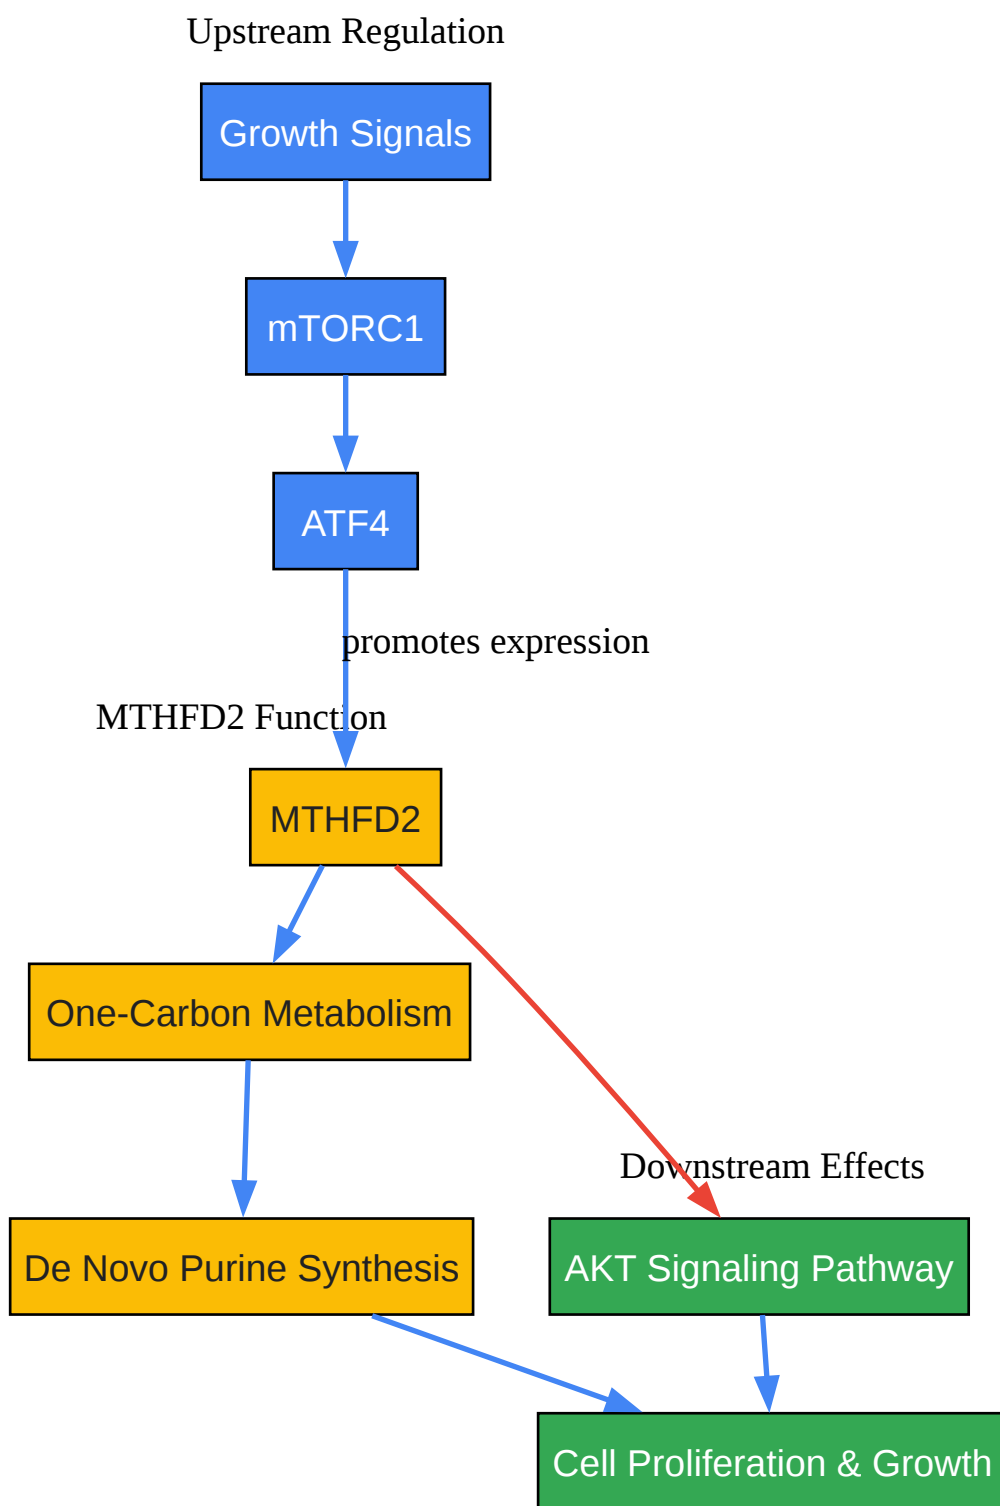 Upstream Regulation
Growth Signals
mTORC1
ATF4
promotes expression
MTHFD2 Function
MTHFD2
One-Carbon Metabolism
Downstream Effects
De Novo Purine Synthesis
AKT Signaling Pathway
Cell Proliferation & Growth